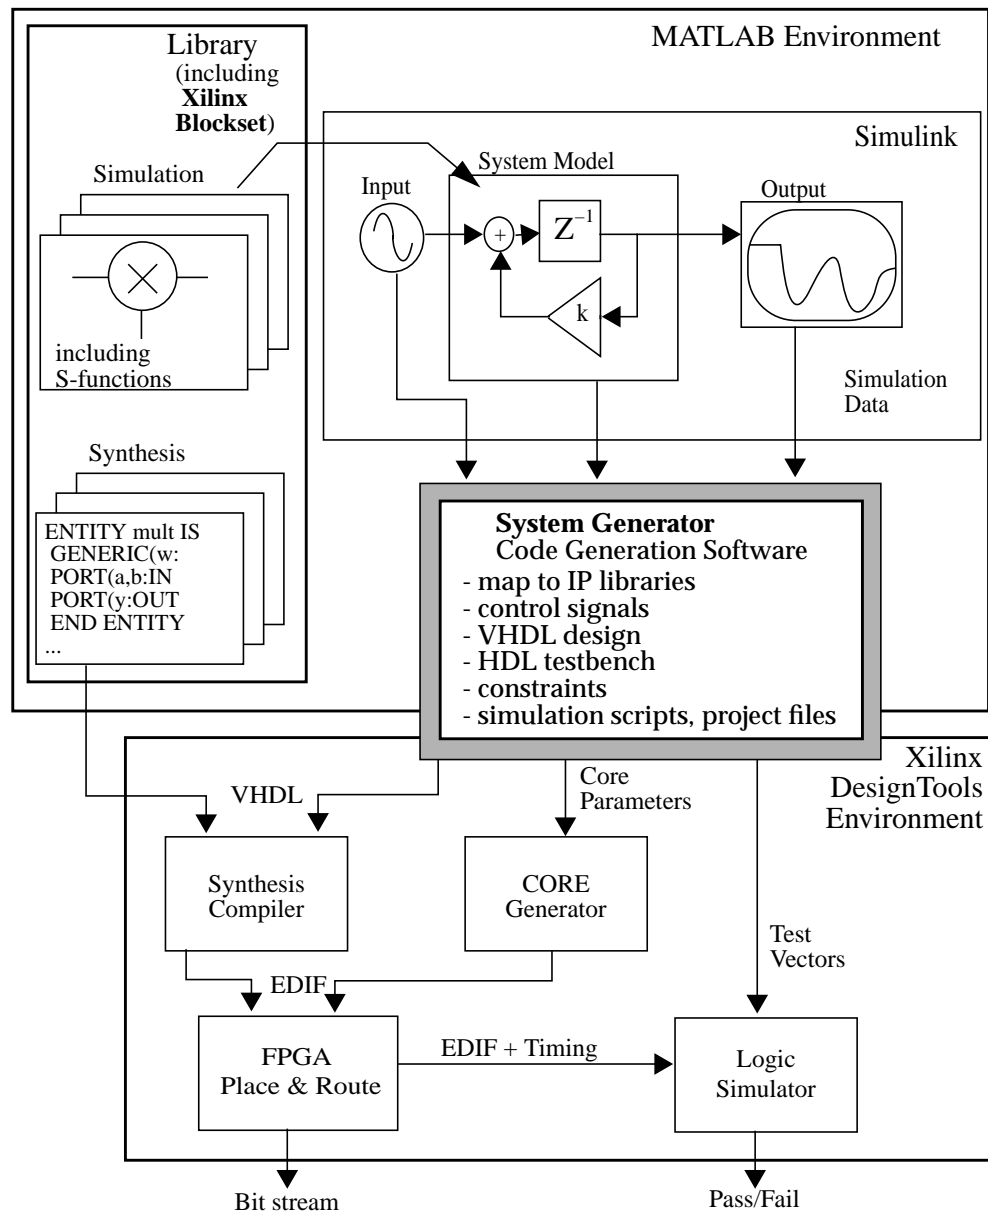 MATLAB Environment
Library
(including
Xilinx
Blockset)
Simulation
including
S-functions
Synthesis
ENTITY mult IS
GENERIC(w:
PORT(a,b:IN
PORT(y:OUT
END ENTITY
...
Simulink
System Model
Input
+
Z⁻¹
k
Output
Simulation
Data
System Generator
Code Generation Software
- map to IP libraries
- control signals
- VHDL design
- HDL testbench
- constraints
- simulation scripts, project files
Xilinx
DesignTools
Environment
VHDL
Core
Parameters
Synthesis
Compiler
CORE
Generator
Test
Vectors
EDIF
FPGA
Place & Route
EDIF + Timing
Logic
Simulator
Bit stream
Pass/Fail